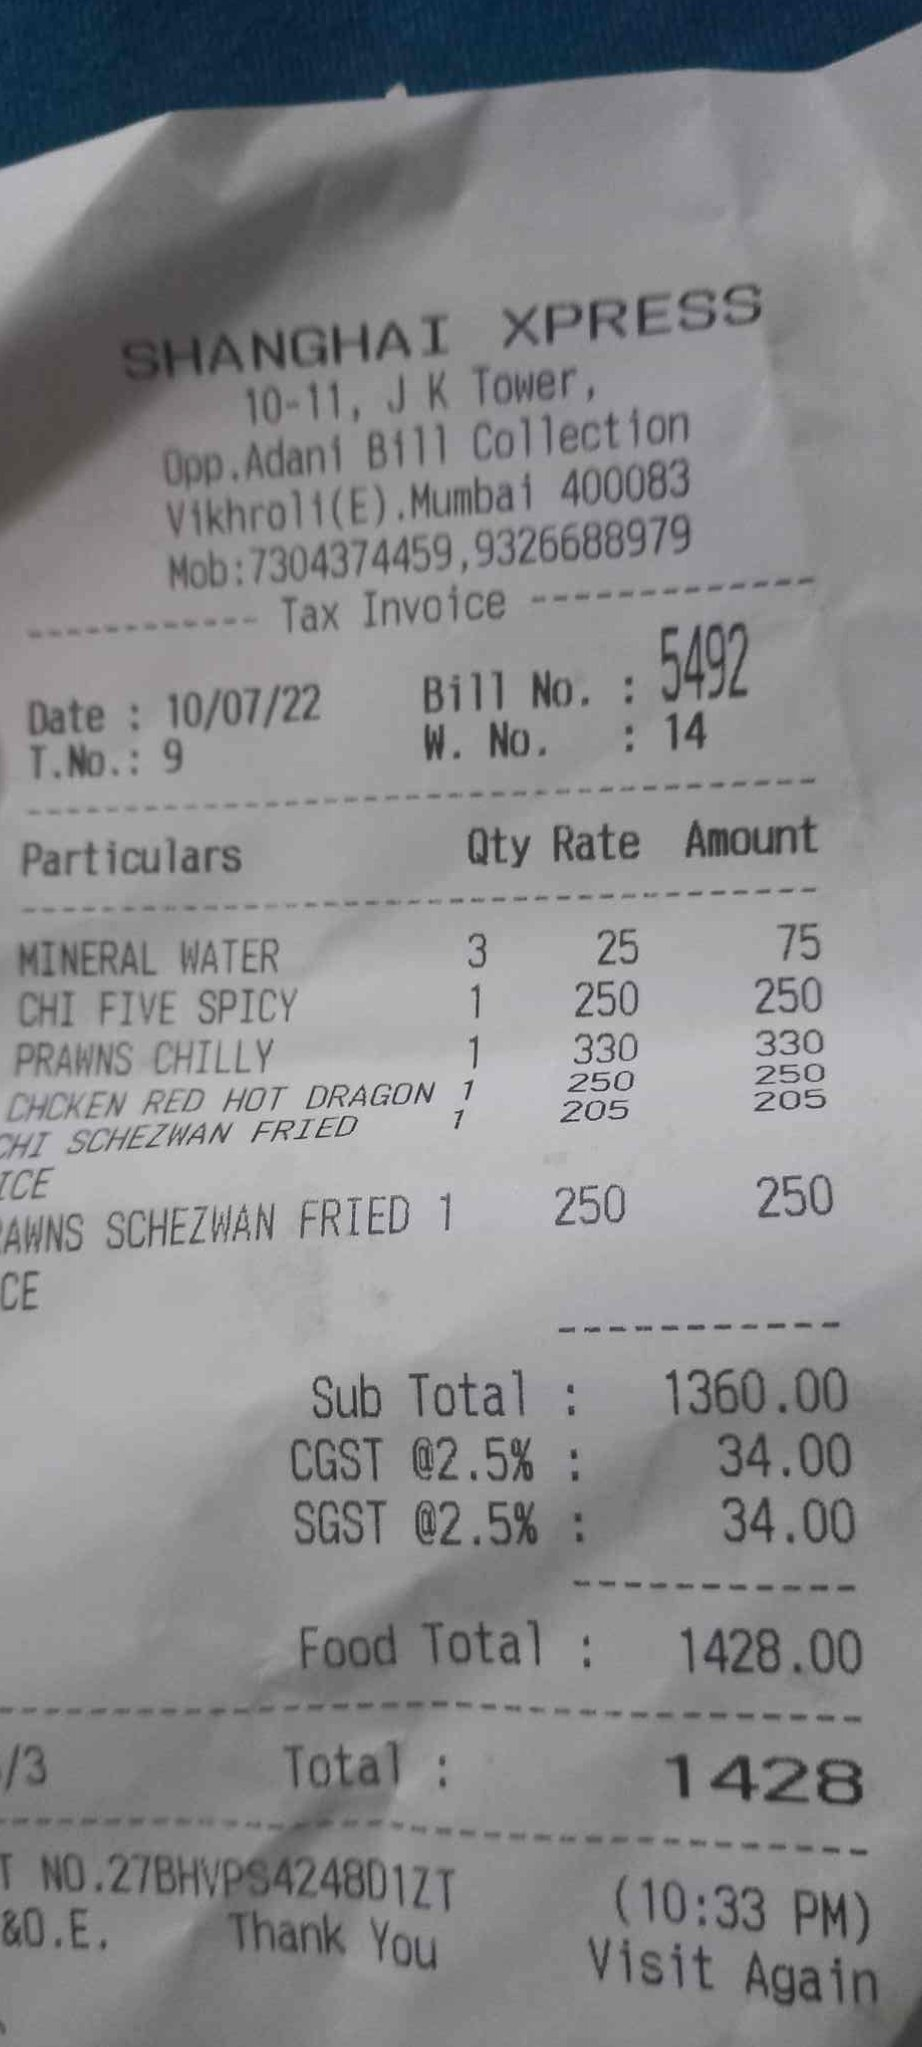 SHANGHAI XPRESS
10-11, J K Tower,
Opp.Adani Bill Collection
Vikhroli(E).Mumbai 400083
Mob:7304374459,9326688979
------------ Tax Invoice -------------
Date : 10/07/22 Bill No. : 5492
T.No.: 9 W. No. : 14
Particulars Qty Rate Amount
MINERAL WATER 3 25 75
CHI FIVE SPICY 1 250 250
PRAWNS CHILLY 1 330 330
CHCKEN RED HOT DRAGON 1 250 250
CHI SCHEZWAN FRIED 1 205 205
ICE
AWNS SCHEZWAN FRIED 1 250 250
CE
Sub Total : 1360.00
CGST @2.5% : 34.00
SGST @2.5% : 34.00
Food Total : 1428.00
/3 Total : 1428
T NO.27BHVPS4248D1ZT (10:33 PM)
&O.E. Thank You Visit Again